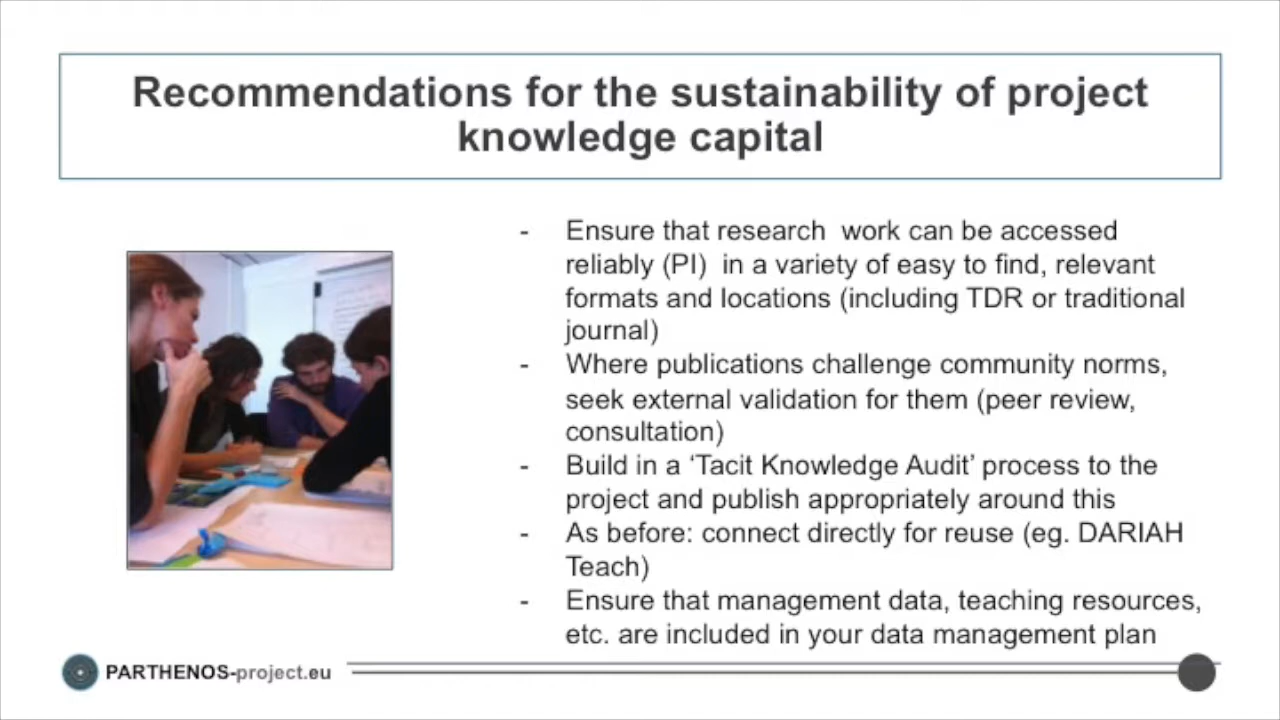 Recommendations for the sustainability of project
knowledge capital
- Ensure that research  work can be accessed
reliably (PI)  in a variety of easy to find, relevant
formats and locations (including TDR or traditional
journal)
- Where publications challenge community norms,
seek external validation for them (peer review,
consultation)
- Build in a ‘Tacit Knowledge Audit’ process to the
project and publish appropriately around this
- As before: connect directly for reuse (eg. DARIAH
Teach)
- Ensure that management data, teaching resources,
etc. are included in your data management plan
PARTHENOS-project.eu